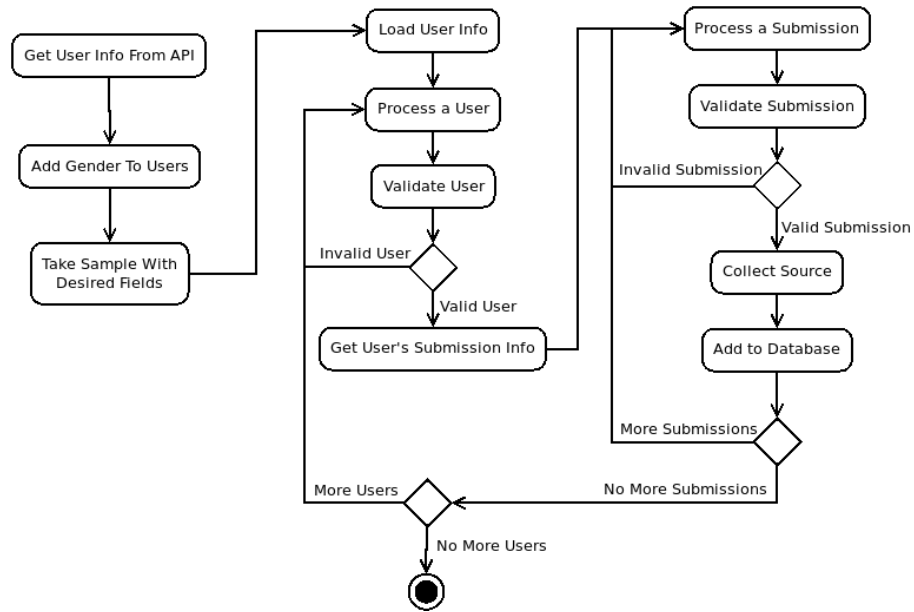 Get User Info From API
Add Gender To Users
Take Sample With
Desired Fields
Load User Info
Process a User
Validate User
Invalid User
Valid User
Get User's Submission Info
More Users
No More Users
Process a Submission
Validate Submission
Invalid Submission
Valid Submission
Collect Source
Add to Database
More Submissions
No More Submissions